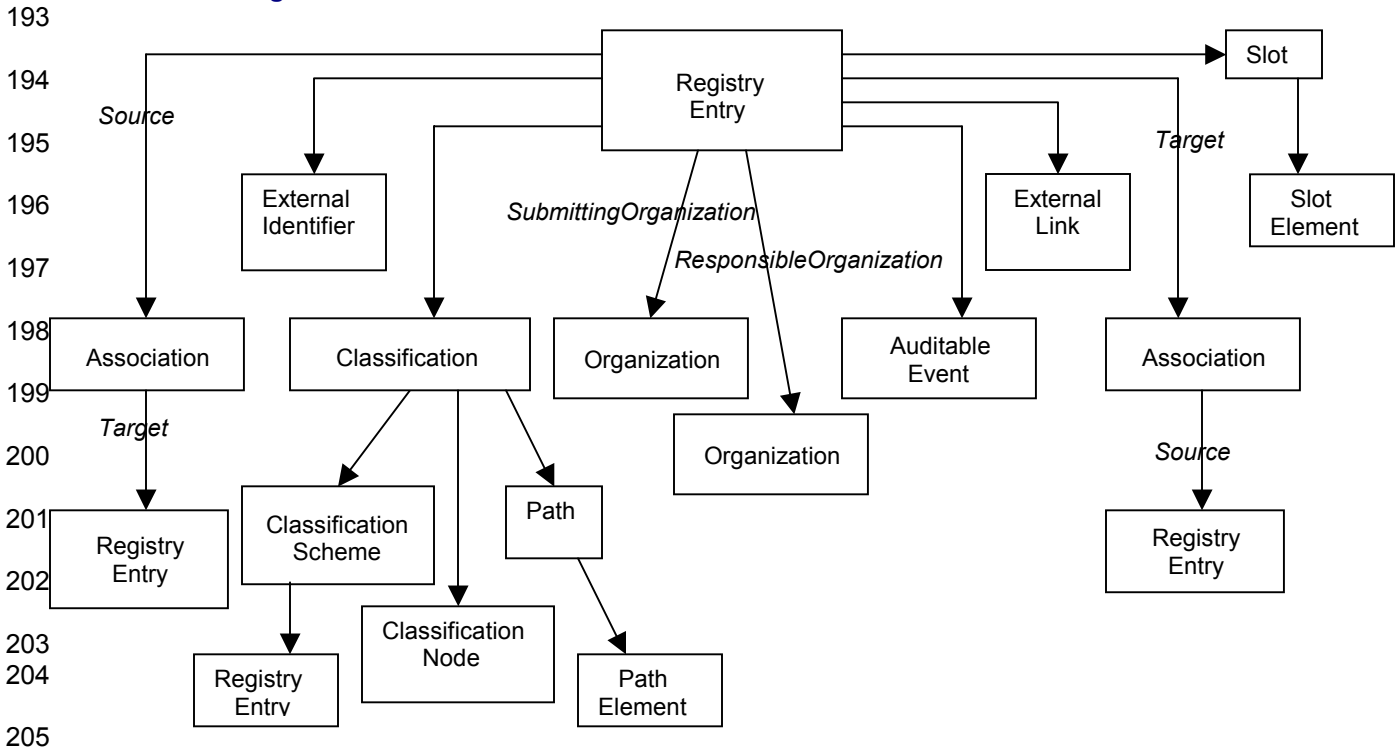 193
Slot
Registry
Entry
194
Source
195
Target
External
Identifier
External
Link
Slot
Element
196
SubmittingOrganization
197
ResponsibleOrganization
198
Association
Classification
Organization
Auditable
Event
Association
199
Target
Organization
Source
200
201
Registry
Entry
Classification
Scheme
Path
Registry
Entry
202
Classification
Node
203
204
Registry
Entry
Path
Element
205